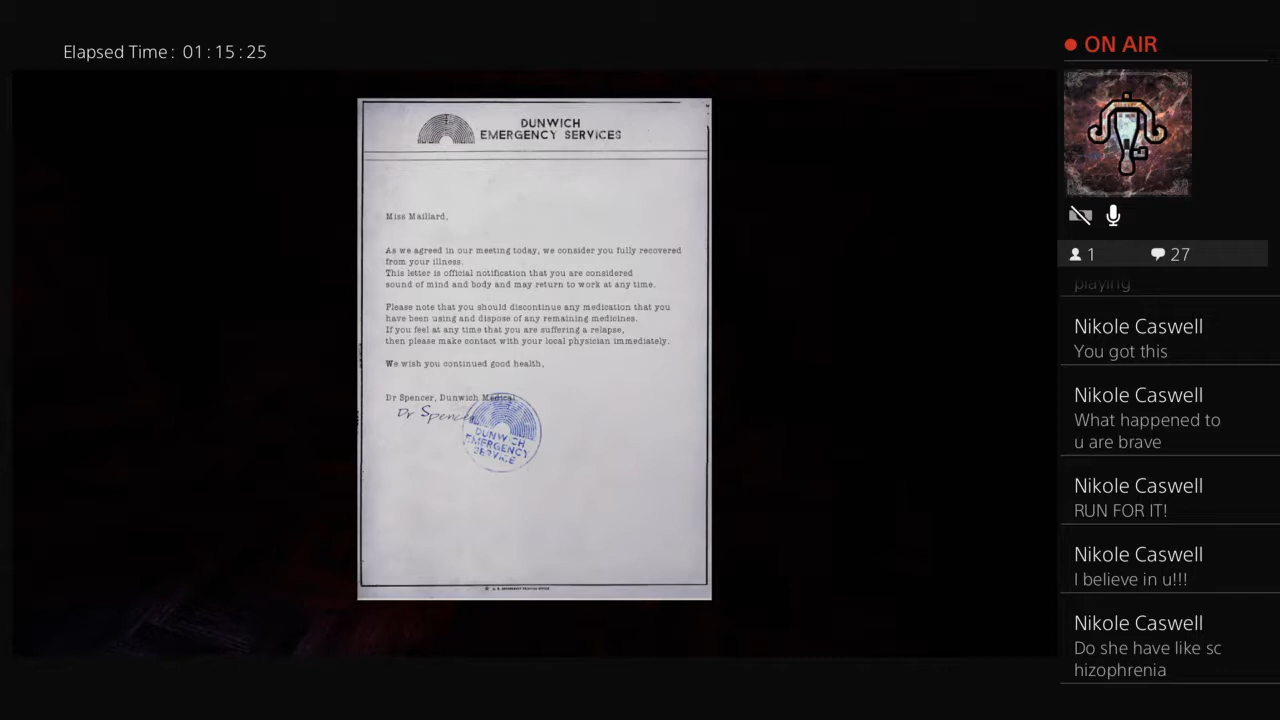 Elapsed Time: 01:15:25
ON AIR
1
27
playing
Nikole Caswell
You got this
Nikole Caswell
What happened to
u are brave
Nikole Caswell
RUN FOR IT!
Nikole Caswell
I believe in u!!!
Nikole Caswell
Do she have like sc
hizophrenia
DUNWICH
EMERGENCY SERVICES
Miss Maillard,
As we agreed in our meeting today, we consider you fully recovered
from your illness.
This letter is official notification that you are considered
sound of mind and body and may return to work at any time.
Please note that you should discontinue any medication that you
have been using and dispose of any remaining medicines.
If you feel at any time that you are suffering a relapse,
then please make contact with your local physician immediately.
We wish you continued good health,
Dr Spencer, Dunwich Medical
Dr Spencer
DUNWICH
EMERGENCY
SERVICE